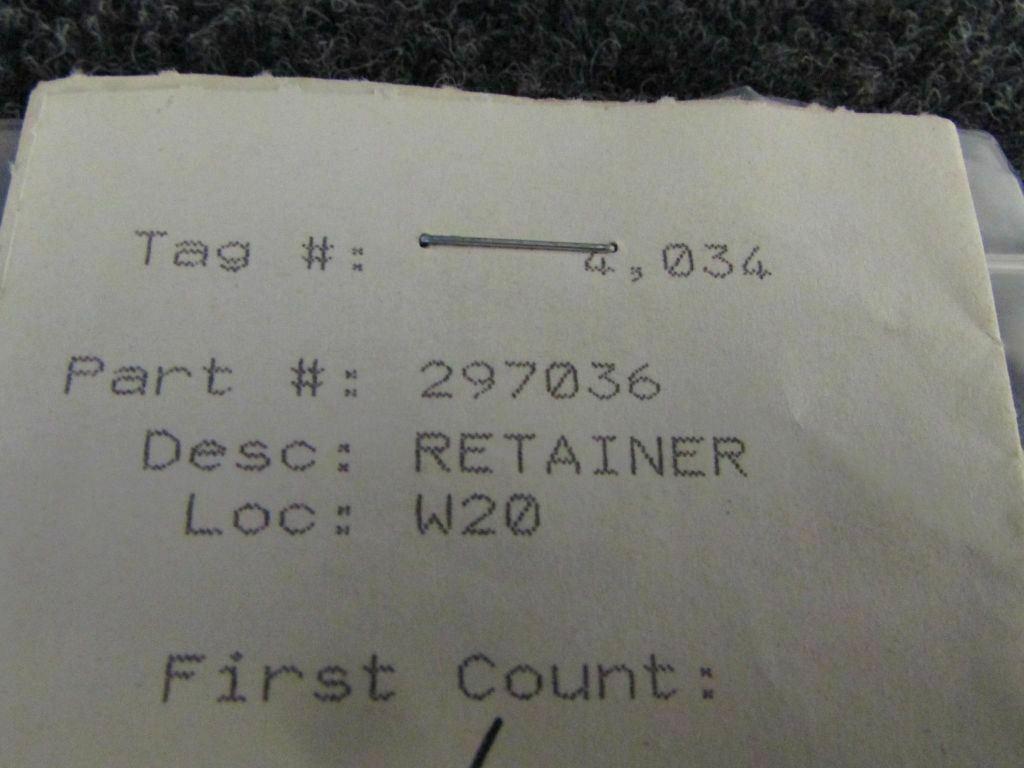 Tag #: 4,034
Part #: 297036
Desc: RETAINER
Loc: W20
First Count: